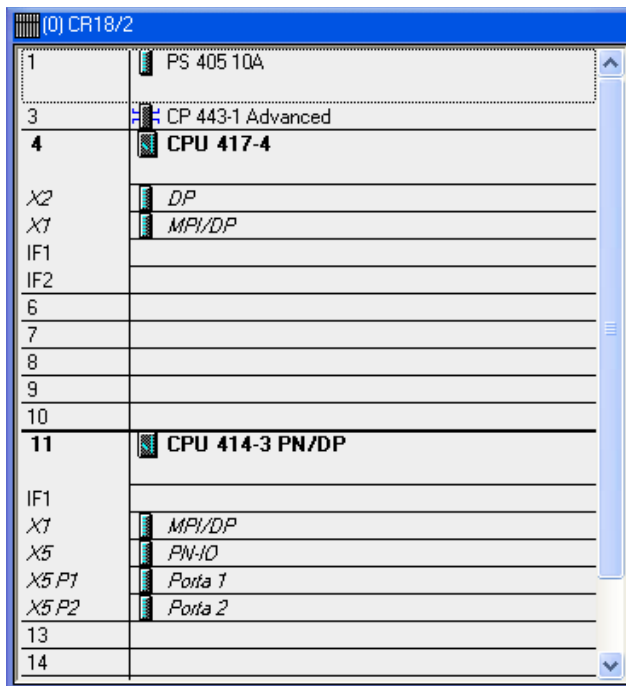 (0) CR18/2
1 PS 405 10A
3 CP 443-1 Advanced
4 CPU 417-4
X2 DP
X1 MPI/DP
IF1
IF2
6
7
8
9
10
11 CPU 414-3 PN/DP
IF1
X1 MPI/DP
X5 PN-IO
X5 P1 Porta 1
X5 P2 Porta 2
13
14